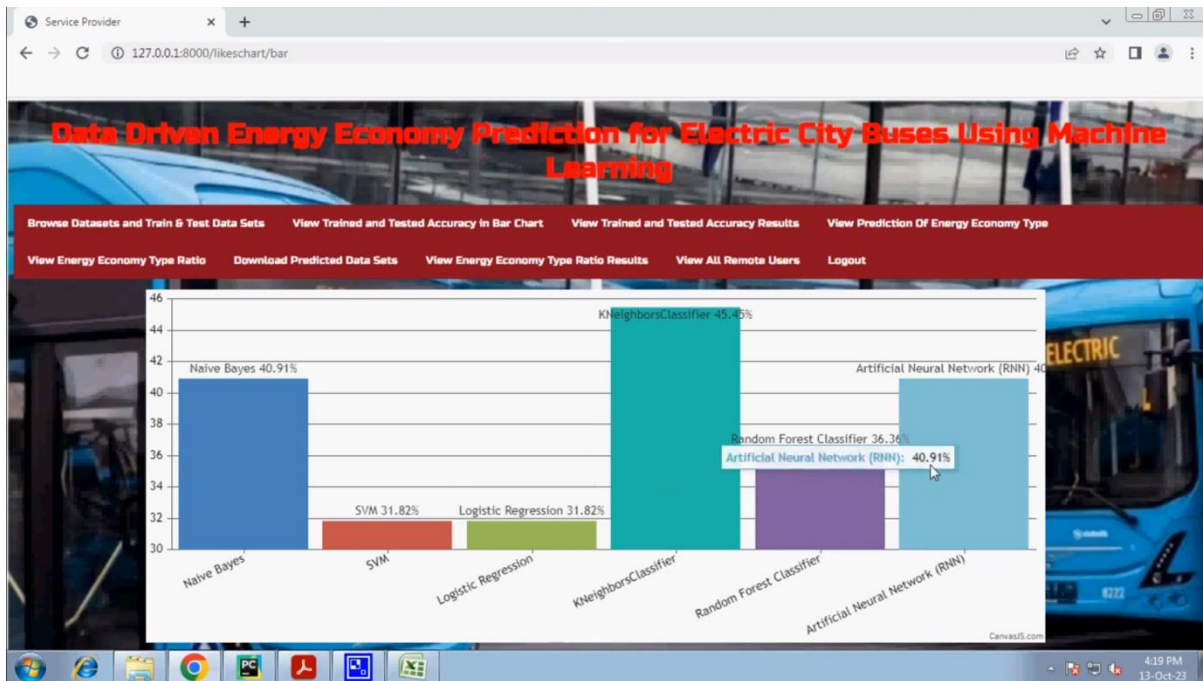 Service Provider
127.0.0.1:8000/likeschart/bar
Data Driven Energy Economy Prediction for Electric City Buses Using Machine
Learning
Browse Datasets and Train & Test Data Sets View Trained and Tested Accuracy in Bar Chart View Trained and Tested Accuracy Results View Prediction Of Energy Economy Type
View Energy Economy Type Ratio Download Predicted Data Sets View Energy Economy Type Ratio Results View All Remote Users Logout
46
KNeighborsClassifier 45.45%
44
ELECTRIC
42
Naive Bayes 40.91%
Artificial Neural Network (RNN) 40
40
38
Random Forest Classifier 36.36%
36
Artificial Neural Network (RNN): 40.91%
34
SVM 31.82%
Logistic Regression 31.82%
32
30
Naive Bayes
SVM
Logistic Regression
KNeighborsClassifier
Random Forest Classifier
Artificial Neural Network (RNN)
8222
CanvasJS.com
PC
4:19 PM
13-Oct-23